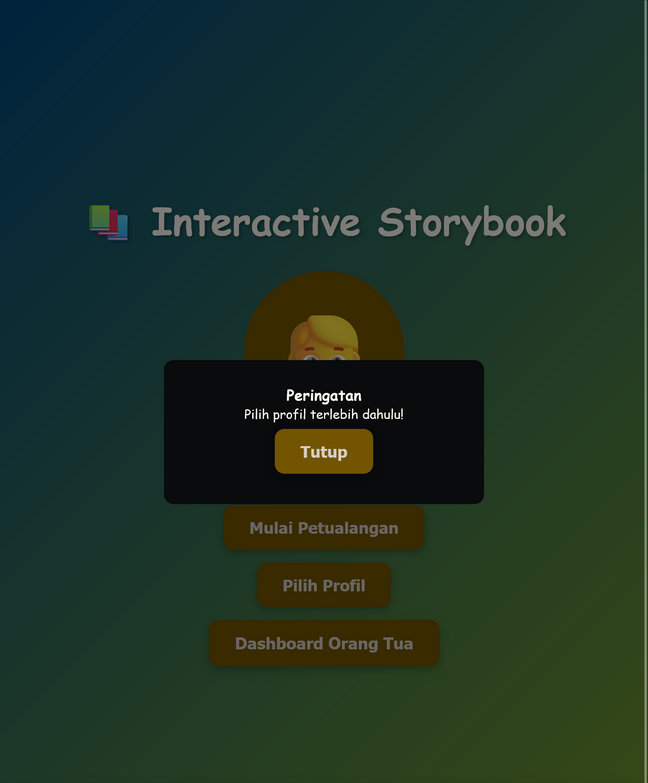 Interactive Storybook
Peringatan
Pilih profil terlebih dahulu!
Tutup
Mulai Petualangan
Pilih Profil
Dashboard Orang Tua